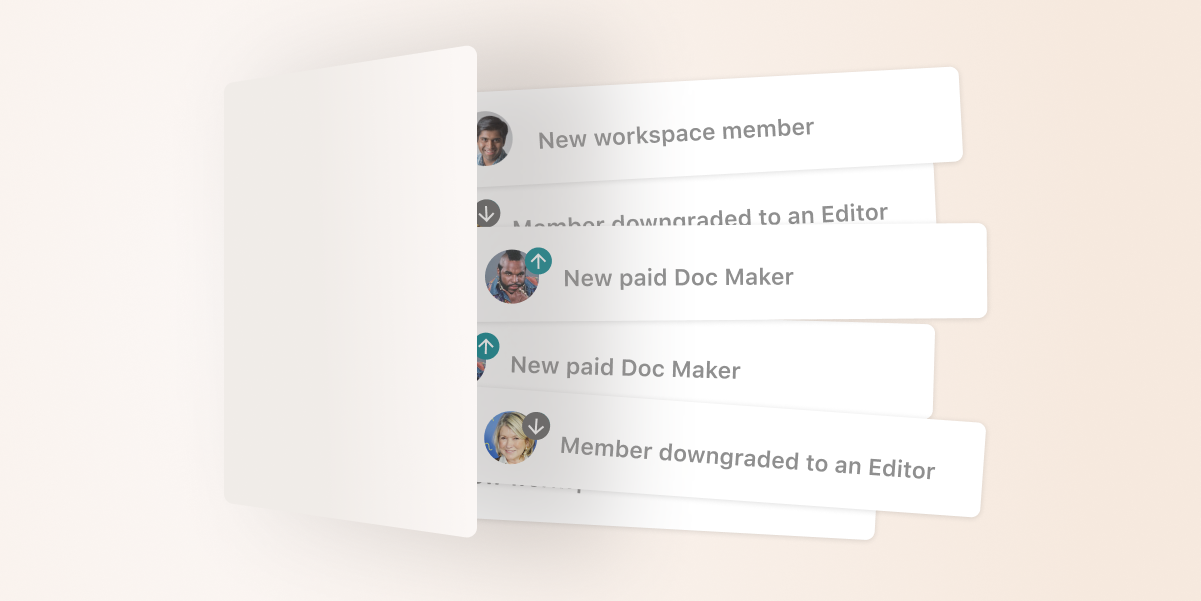 New workspace member
Member downgraded to an Editor
New paid Doc Maker
New paid Doc Maker
Member downgraded to an Editor